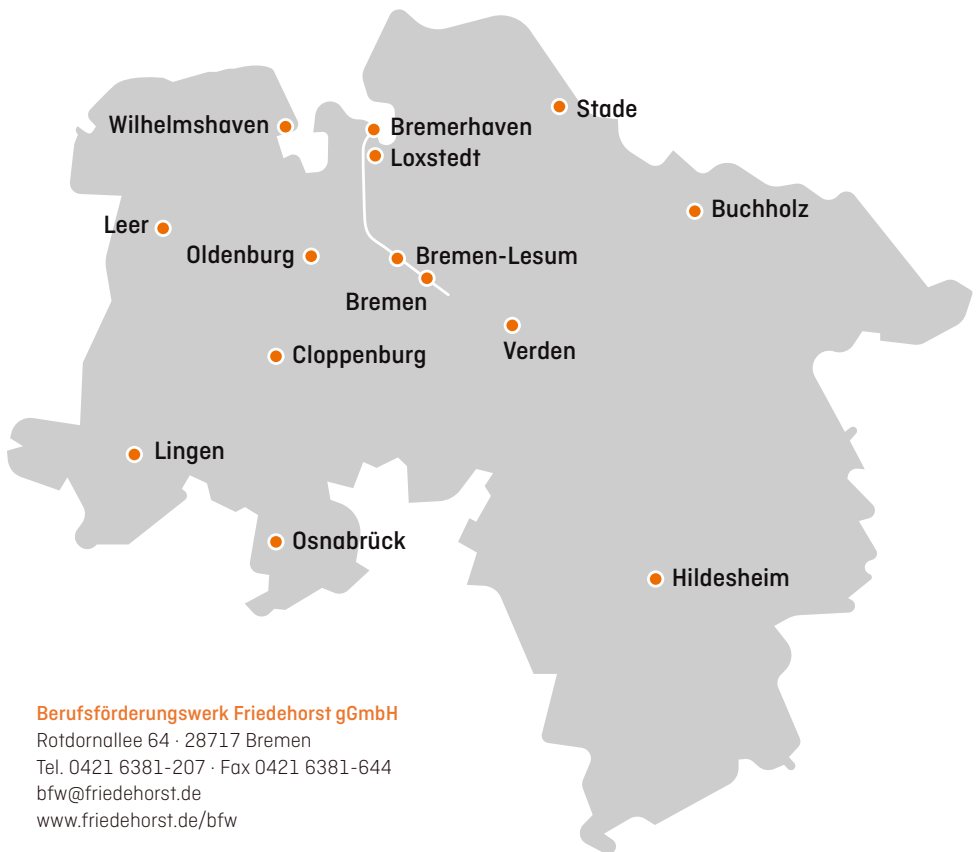 Stade
Wilhelmshaven
Bremerhaven
Loxstedt
Buchholz
Leer
Oldenburg
Bremen-Lesum
Bremen
Verden
Cloppenburg
Lingen
Osnabrück
Hildesheim
Berufsförderungswerk Friedehorst gGmbH
Rotdornallee 64 · 28717 Bremen
Tel. 0421 6381-207 · Fax 0421 6381-644
bfw@friedehorst.de
www.friedehorst.de/bfw